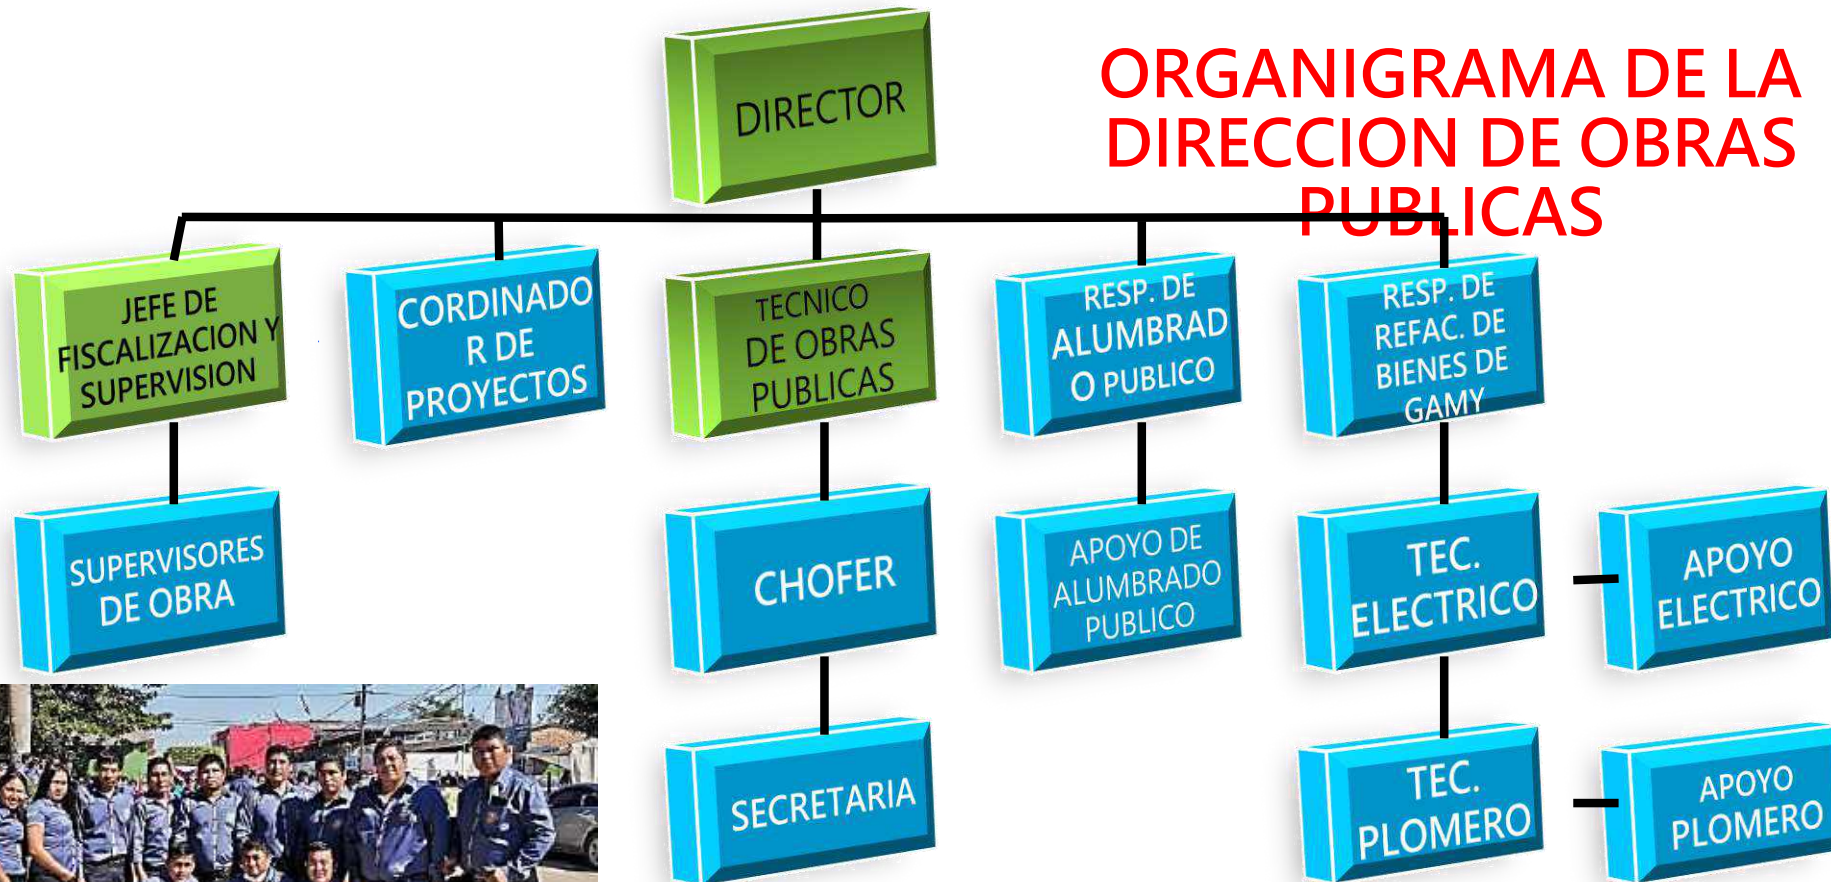 DIRECTOR
ORGANIGRAMA DE LA
DIRECCION DE OBRAS
PUBLICAS
JEFE DE
FISCALIZACION Y
SUPERVISION
CORDINADO
R DE
PROYECTOS
TECNICO
DE OBRAS
PUBLICAS
RESP. DE
ALUMBRAD
O PUBLICO
RESP. DE
REFAC. DE
BIENES DE
GAMY
SUPERVISORES
DE OBRA
CHOFER
APOYO DE
ALUMBRADO
PUBLICO
TEC.
ELECTRICO
APOYO
ELECTRICO
SECRETARIA
TEC.
PLOMERO
APOYO
PLOMERO